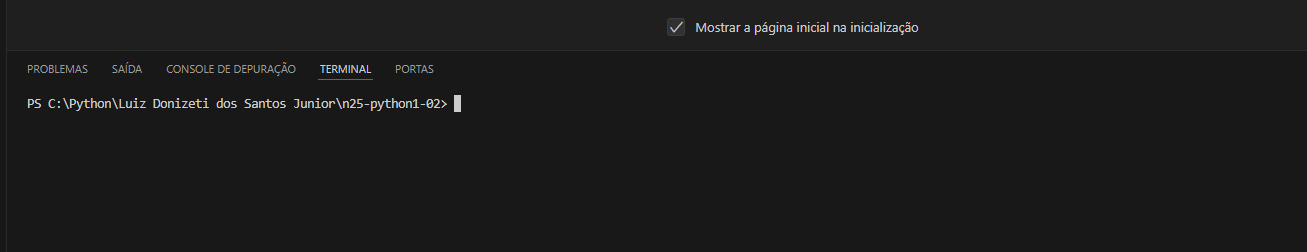 Mostrar a página inicial na inicialização
PROBLEMAS SAÍDA CONSOLE DE DEPURAÇÃO TERMINAL PORTAS
PS C:\Python\Luiz Donizeti dos Santos Junior\n25-python1-02>